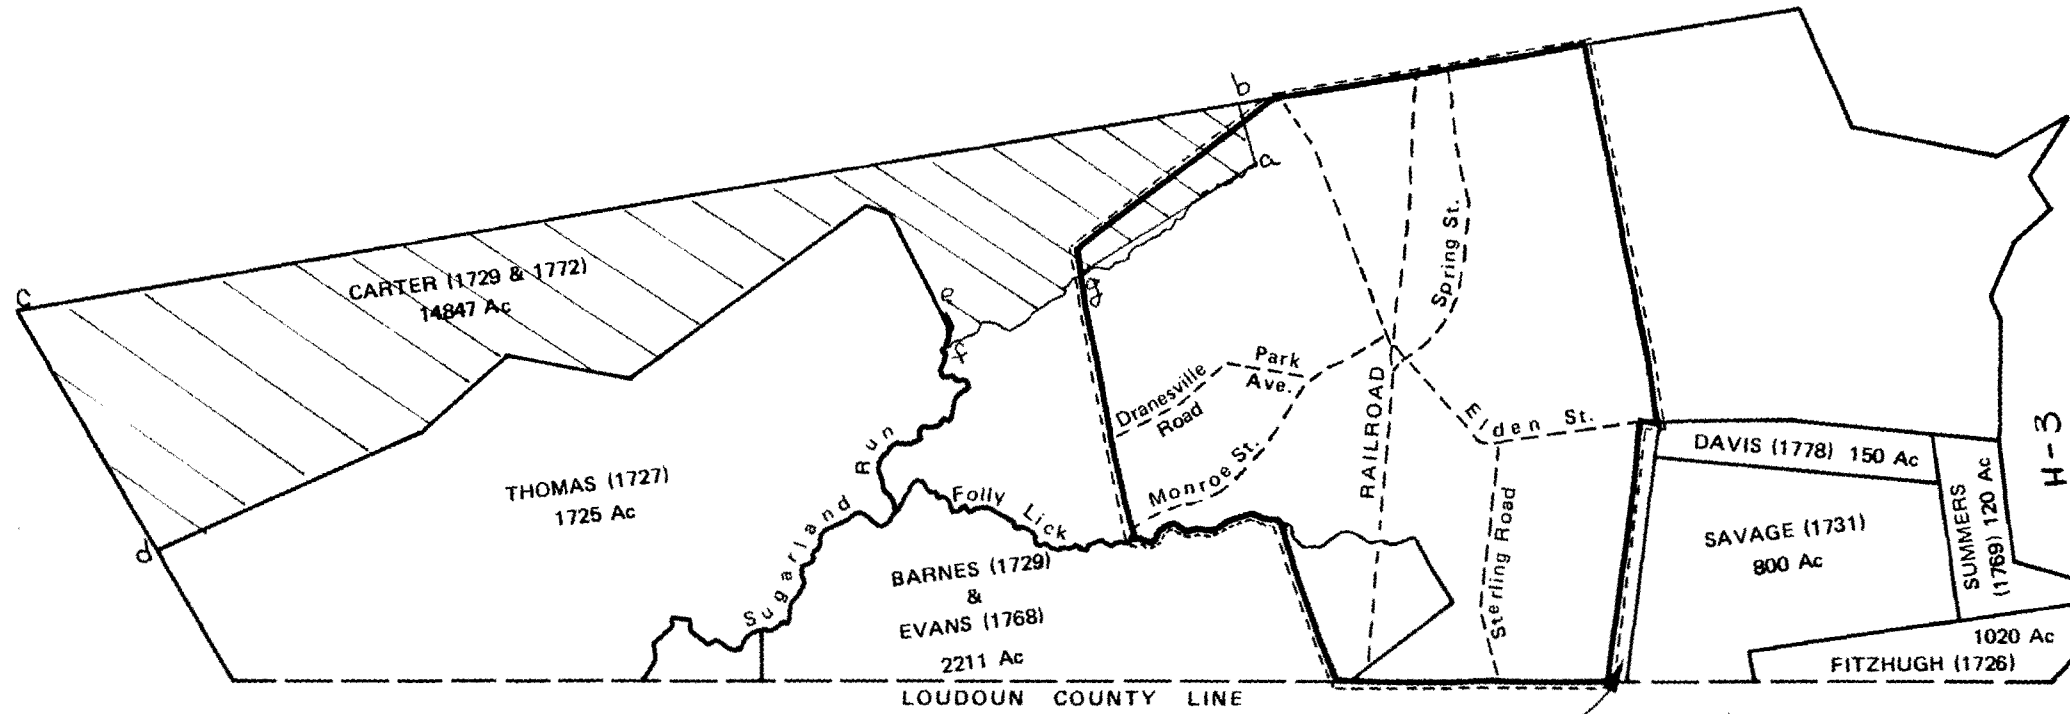 b
a
c
CARTER (1729 & 1772)
14847 Ac
e
g
f
d
Spring St.
Park
Ave.
Dranesville
Road
RAILROAD
Elden St.
Monroe St.
H-3
DAVIS (1778) 150 Ac
THOMAS (1727)
1725 Ac
Sugarland Run
Folly Lick
Sterling Road
SUMMERS
(1769) 120 Ac
SAVAGE (1731)
800 Ac
BARNES (1729)
&
EVANS (1768)
2211 Ac
1020 Ac
FITZHUGH (1726)
LOUDOUN COUNTY LINE